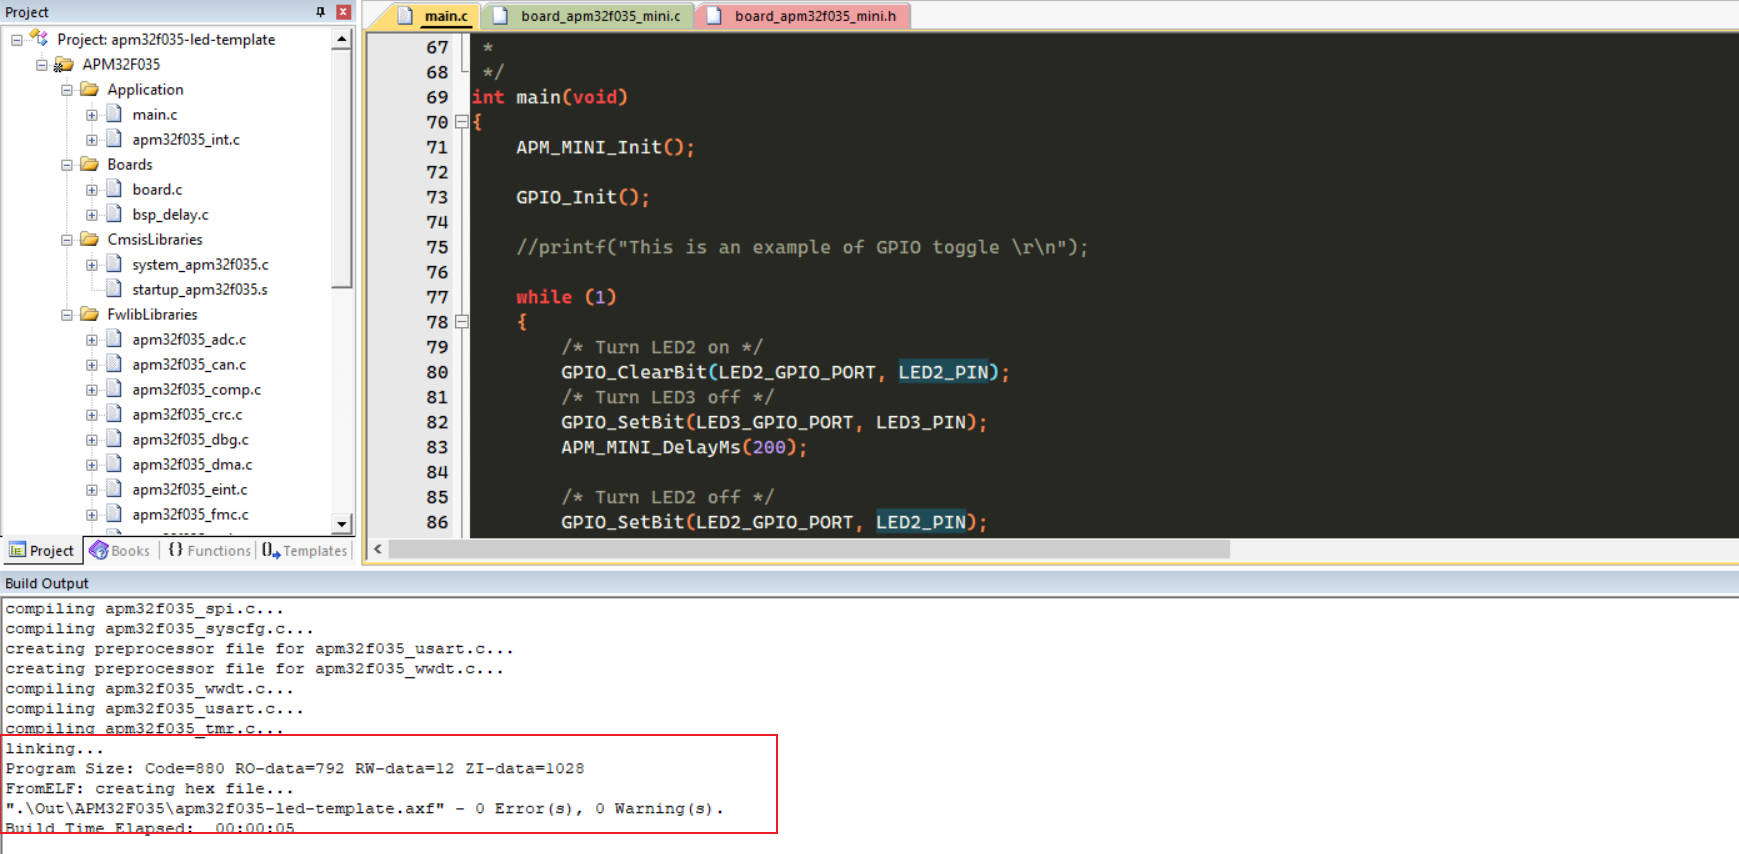 Project
Project: apm32f035-led-template
APM32F035
Application
main.c
apm32f035_int.c
Boards
board.c
bsp_delay.c
CmsisLibraries
system_apm32f035.c
startup_apm32f035.s
FwlibLibraries
apm32f035_adc.c
apm32f035_can.c
apm32f035_comp.c
apm32f035_crc.c
apm32f035_dbg.c
apm32f035_dma.c
apm32f035_eint.c
apm32f035_fmc.c
Project Books {} Functions Templates
main.c board_apm32f035_mini.c board_apm32f035_mini.h
67 *
68 */
69 int main(void)
70 {
71 APM_MINI_Init();
72
73 GPIO_Init();
74
75 //printf("This is an example of GPIO toggle \r\n");
76
77 while (1)
78 {
79 /* Turn LED2 on */
80 GPIO_ClearBit(LED2_GPIO_PORT, LED2_PIN);
81 /* Turn LED3 off */
82 GPIO_SetBit(LED3_GPIO_PORT, LED3_PIN);
83 APM_MINI_DelayMs(200);
84
85 /* Turn LED2 off */
86 GPIO_SetBit(LED2_GPIO_PORT, LED2_PIN);
Build Output
compiling apm32f035_spi.c...
compiling apm32f035_syscfg.c...
creating preprocessor file for apm32f035_usart.c...
creating preprocessor file for apm32f035_wwdt.c...
compiling apm32f035_wwdt.c...
compiling apm32f035_usart.c...
compiling apm32f035_tmr.c...
linking...
Program Size: Code=880 RO-data=792 RW-data=12 ZI-data=1028
FromELF: creating hex file...
".\Out\APM32F035\apm32f035-led-template.axf" - 0 Error(s), 0 Warning(s).
Build Time Elapsed:  00:00:05